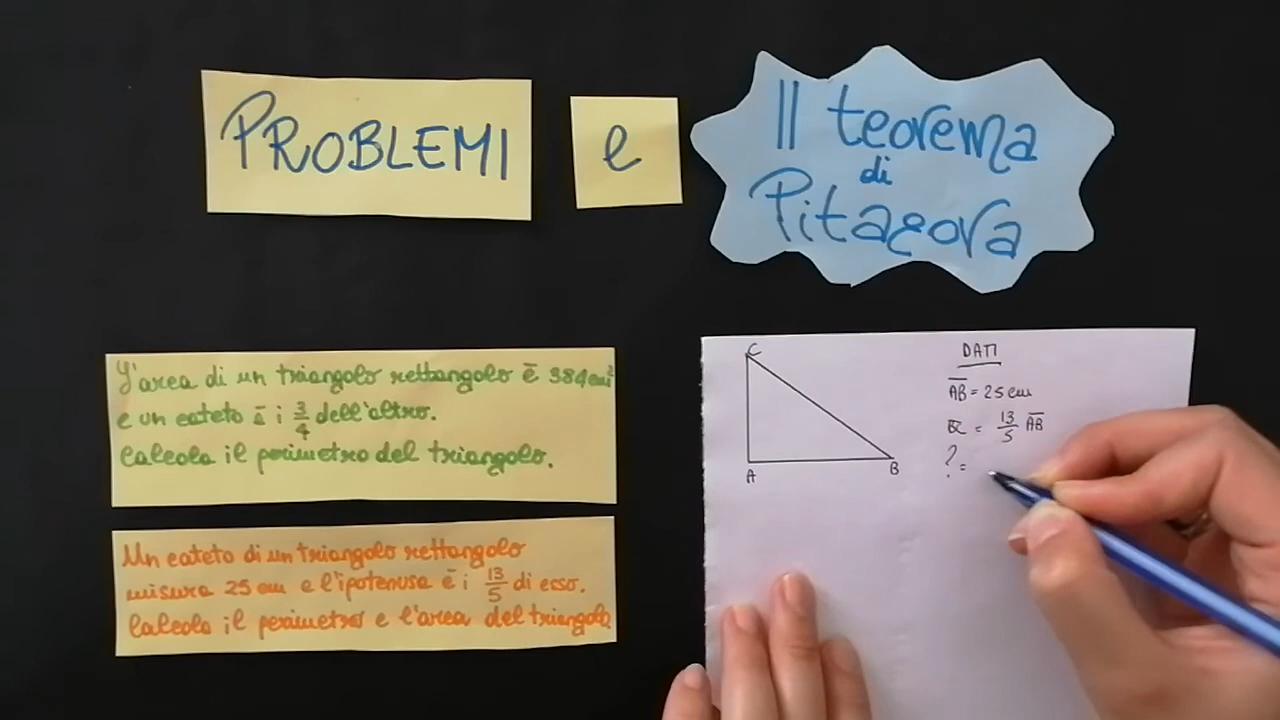 PROBLEMI
e
Il teorema
di
Pitagora
L'area di un triangolo rettangolo è 384 cm²
e un cateto è i 3/4 dell'altro.
Calcola il perimetro del triangolo.
Un cateto di un triangolo rettangolo
misura 25 cm e l'ipotenusa è i 13/5 di esso.
Calcola il perimetro e l'area del triangolo.
C
A
B
DATI
AB = 25 cm
BC = 13/5 AB
? =